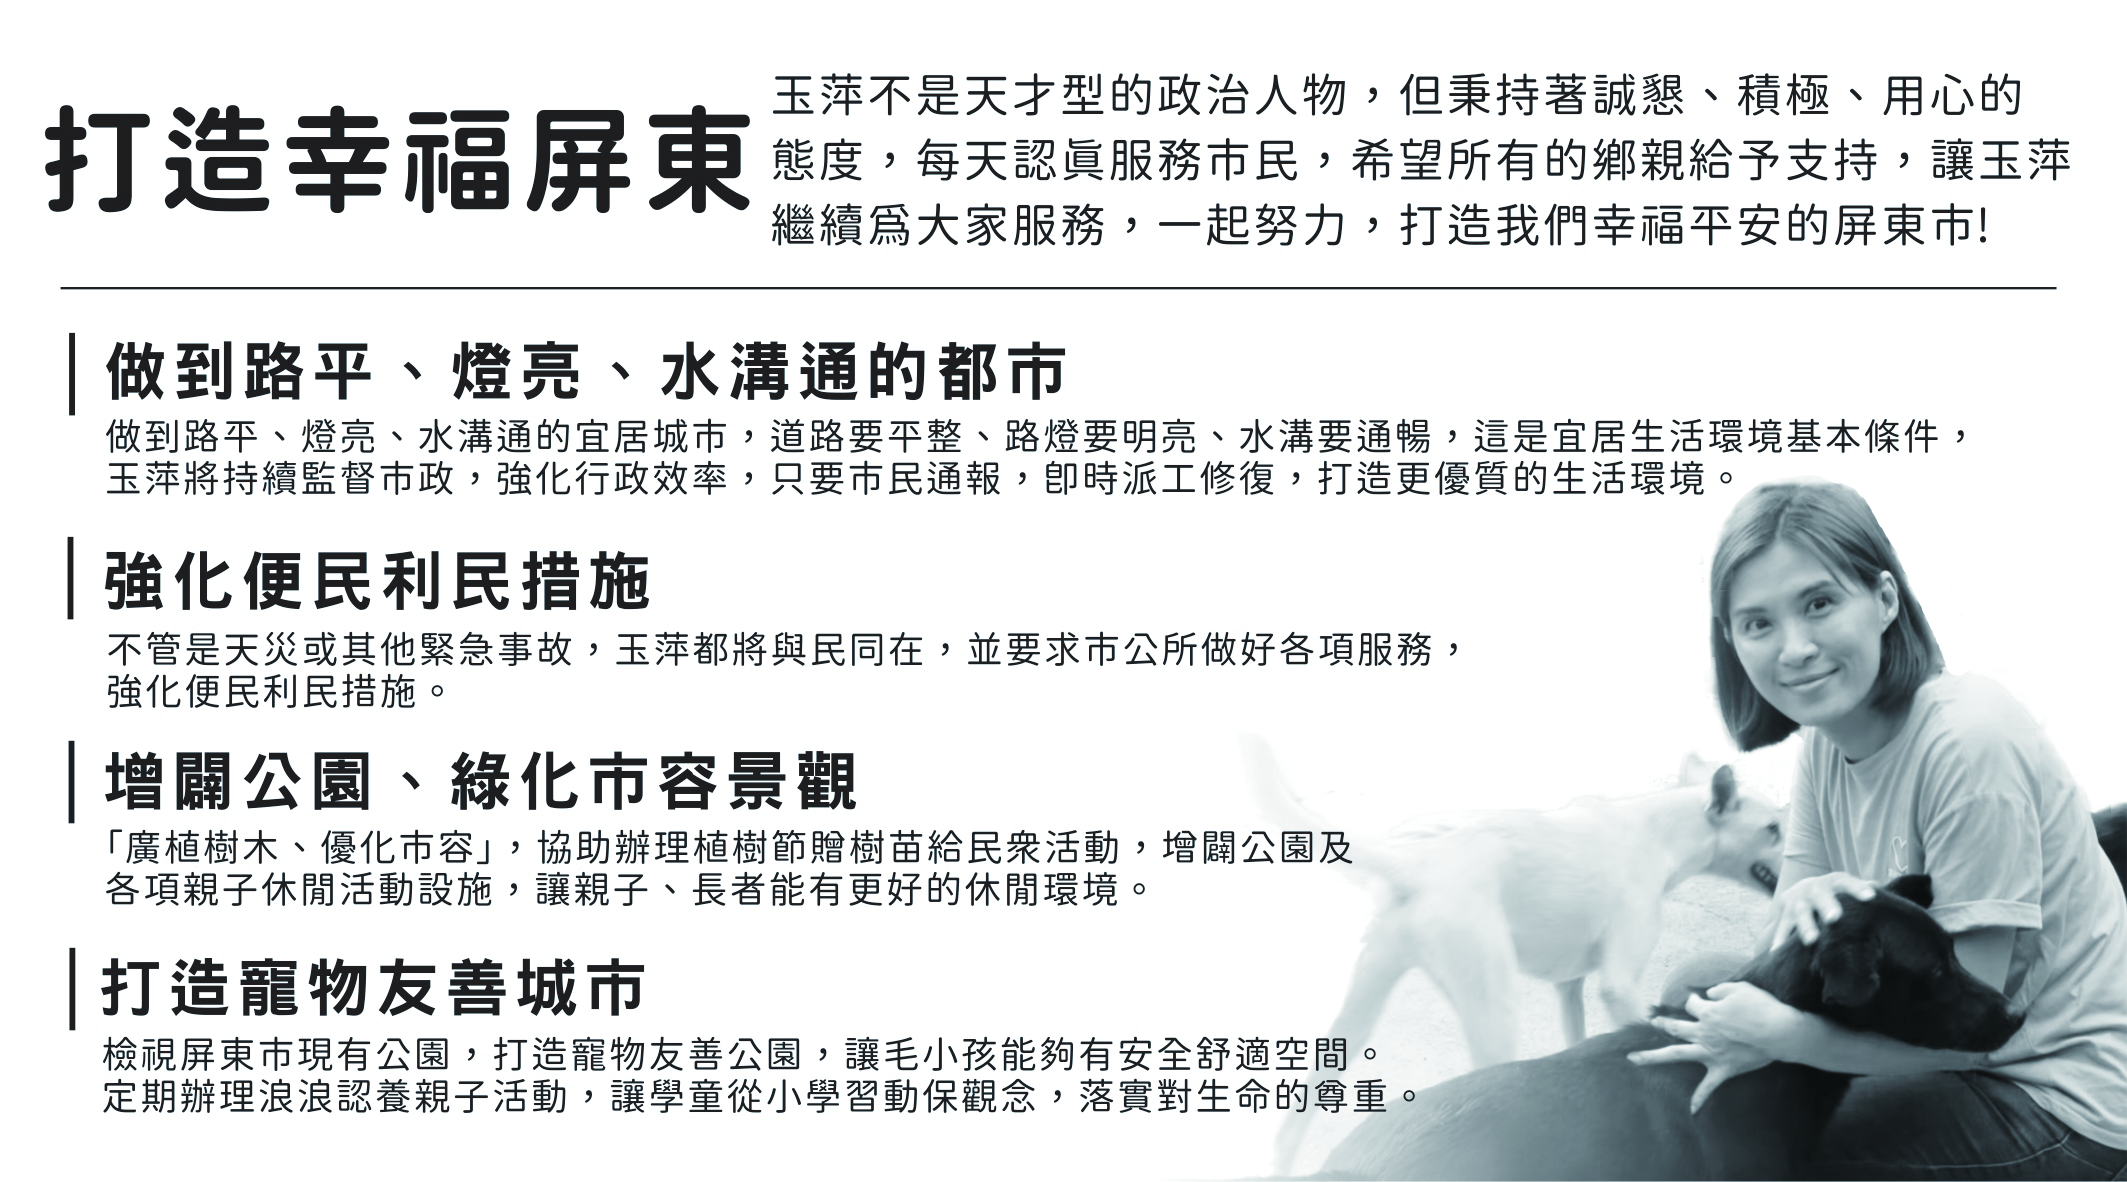 打造幸福屏東
玉萍不是天才型的政治人物，但秉持著誠懇、積極、用心的
態度，每天認真服務市民，希望所有的鄉親給予支持，讓玉萍
繼續為大家服務，一起努力，打造我們幸福平安的屏東市!
做到路平、燈亮、水溝通的都市
做到路平、燈亮、水溝通的宜居城市，道路要平整、路燈要明亮、水溝要通暢，這是宜居生活環境基本條件，
玉萍將持續監督市政，強化行政效率，只要市民通報，即時派工修復，打造更優質的生活環境。
強化便民利民措施
不管是天災或其他緊急事故，玉萍都將與民同在，並要求市公所做好各項服務，
強化便民利民措施。
增闢公園、綠化市容景觀
「廣植樹木、優化市容」，協助辦理植樹節贈樹苗給民眾活動，增闢公園及
各項親子休閒活動設施，讓親子、長者能有更好的休閒環境。
打造寵物友善城市
檢視屏東市現有公園，打造寵物友善公園，讓毛小孩能夠有安全舒適空間。
定期辦理浪浪認養親子活動，讓學童從小學習動保觀念，落實對生命的尊重。